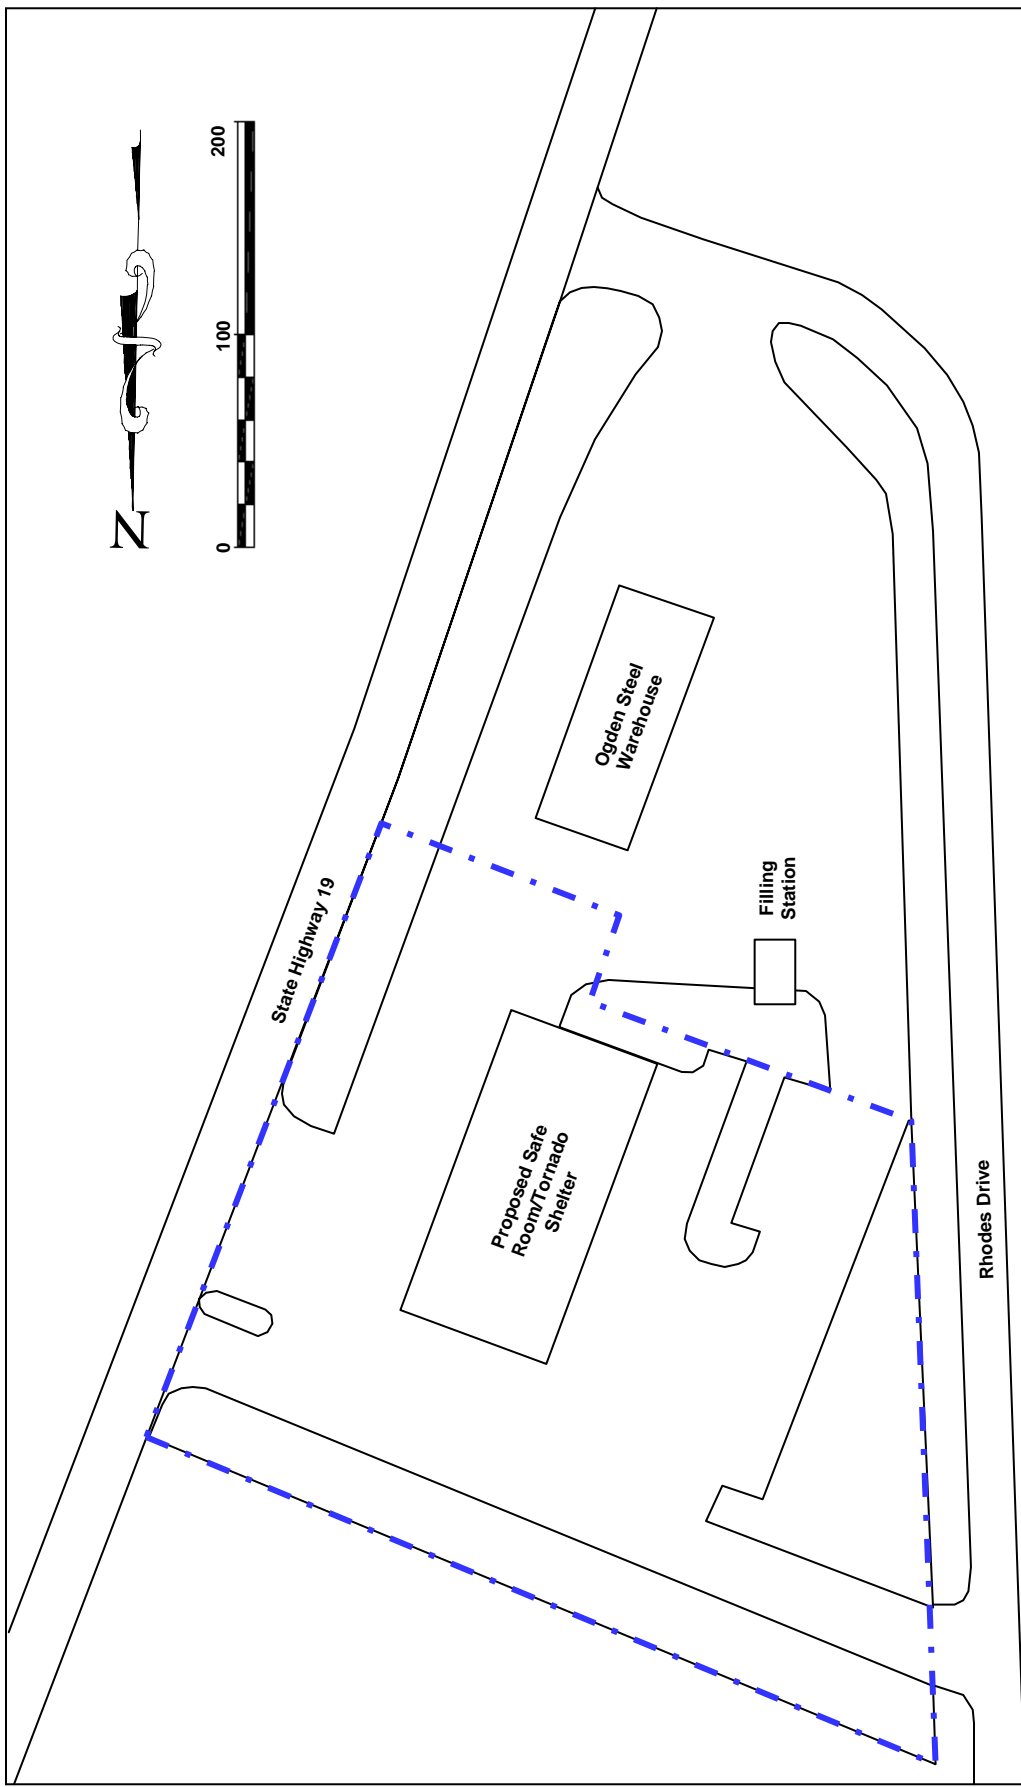 N
0
100
200
State Highway 19
Ogden Steel
Warehouse
Filling
Station
Proposed Safe
Room/Tornado
Shelter
Rhodes Drive